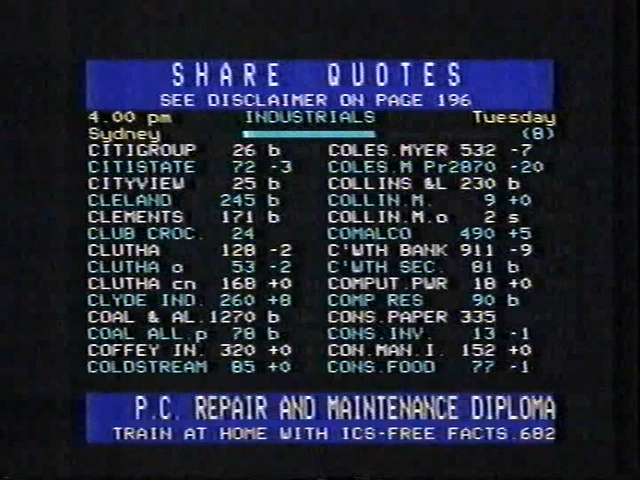 SHARE QUOTES
SEE DISCLAIMER ON PAGE 196
4.00 pm INDUSTRIALS Tuesday
Sydney (8)
CITIGROUP 26 b COLES.MYER 532 -7
CITISTATE 72 -3 COLES.M Pr2870 -20
CITYVIEW 25 b COLLINS &L 230 b
CLELAND 245 b COLLIN.M. 9 +0
CLEMENTS 171 b COLLIN.M.o 2 s
CLUB CROC. 24 COMALCO 490 +5
CLUTHA 128 -2 C'WTH BANK 911 -9
CLUTHA o 53 -2 C'WTH SEC. 81 b
CLUTHA cn 168 +0 COMPUT.PWR 18 +0
CLYDE IND. 260 +8 COMP RES 90 b
COAL & AL.1270 b CONS.PAPER 335
COAL ALL.p 78 b CONS.INV. 13 -1
COFFEY IN. 320 +0 CON.MAN.I. 152 +0
COLDSTREAM 85 +0 CONS.FOOD 77 -1
P.C. REPAIR AND MAINTENANCE DIPLOMA
TRAIN AT HOME WITH ICS-FREE FACTS.682